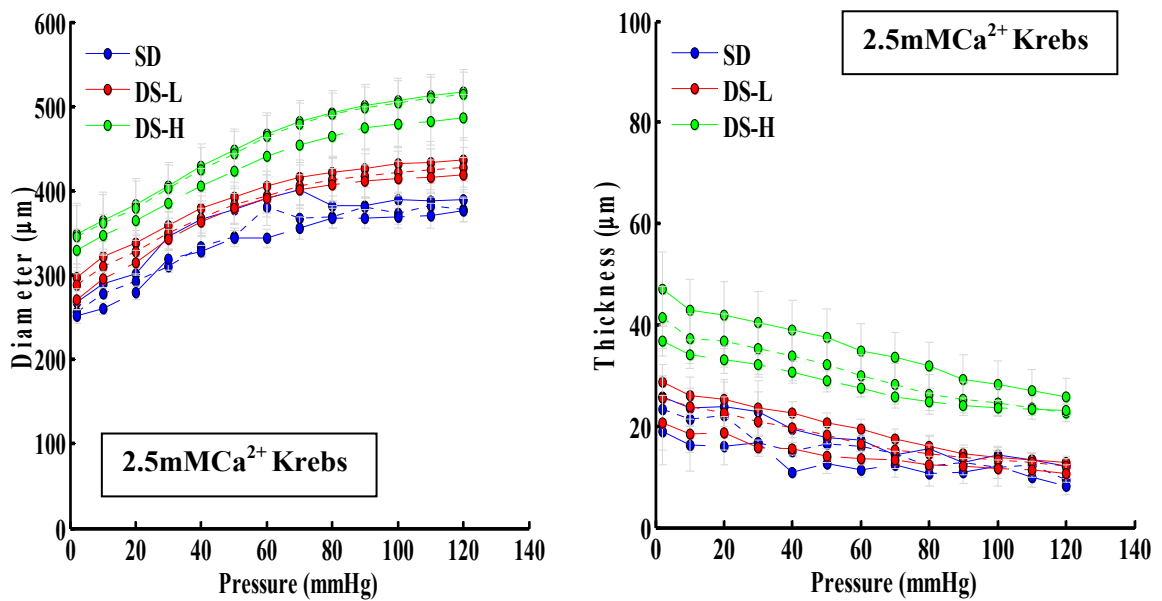 600
500
400
300
200
100
0
Diameter (µm)
SD
DS-L
DS-H
2.5mMCa²⁺ Krebs
0 20 40 60 80 100 120 140
Pressure (mmHg)
100
80
60
40
20
0
Thickness (µm)
SD
DS-L
DS-H
2.5mMCa²⁺ Krebs
0 20 40 60 80 100 120 140
Pressure (mmHg)